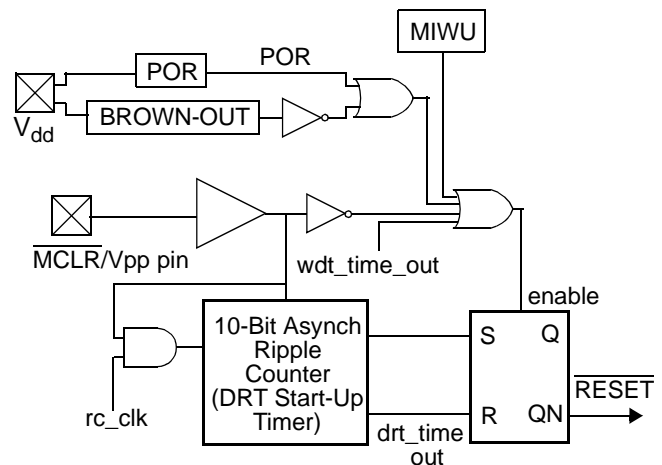 MIWU
POR
POR
BROWN-OUT
Vdd
MCLR/Vpp pin
wdt_time_out
enable
10-Bit Asynch
Ripple
Counter
(DRT Start-Up
Timer)
S
Q
RESET
R
QN
rc_clk
drt_time
out